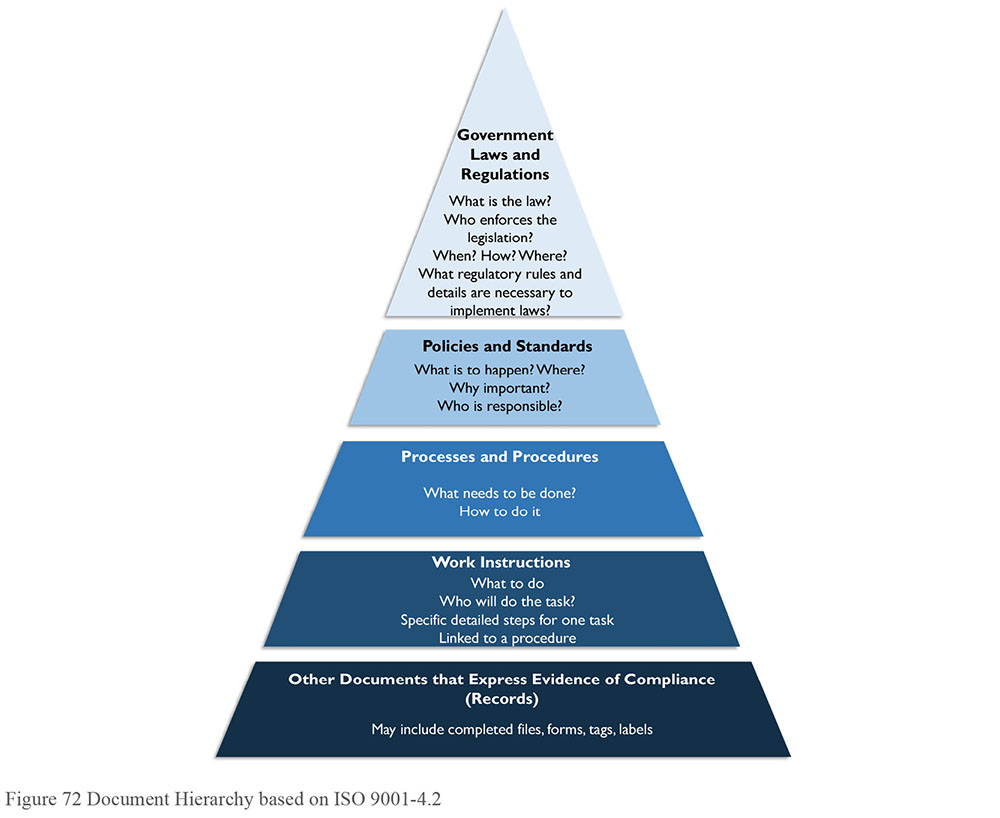 Government
Laws and
Regulations
What is the law?
Who enforces the
legislation?
When? How? Where?
What regulatory rules and
details are necessary to
implement laws?
Policies and Standards
What is to happen? Where?
Why important?
Who is responsible?
Processes and Procedures
What needs to be done?
How to do it
Work Instructions
What to do
Who will do the task?
Specific detailed steps for one task
Linked to a procedure
Other Documents that Express Evidence of Compliance
(Records)
May include completed files, forms, tags, labels
Figure 72 Document Hierarchy based on ISO 9001-4.2